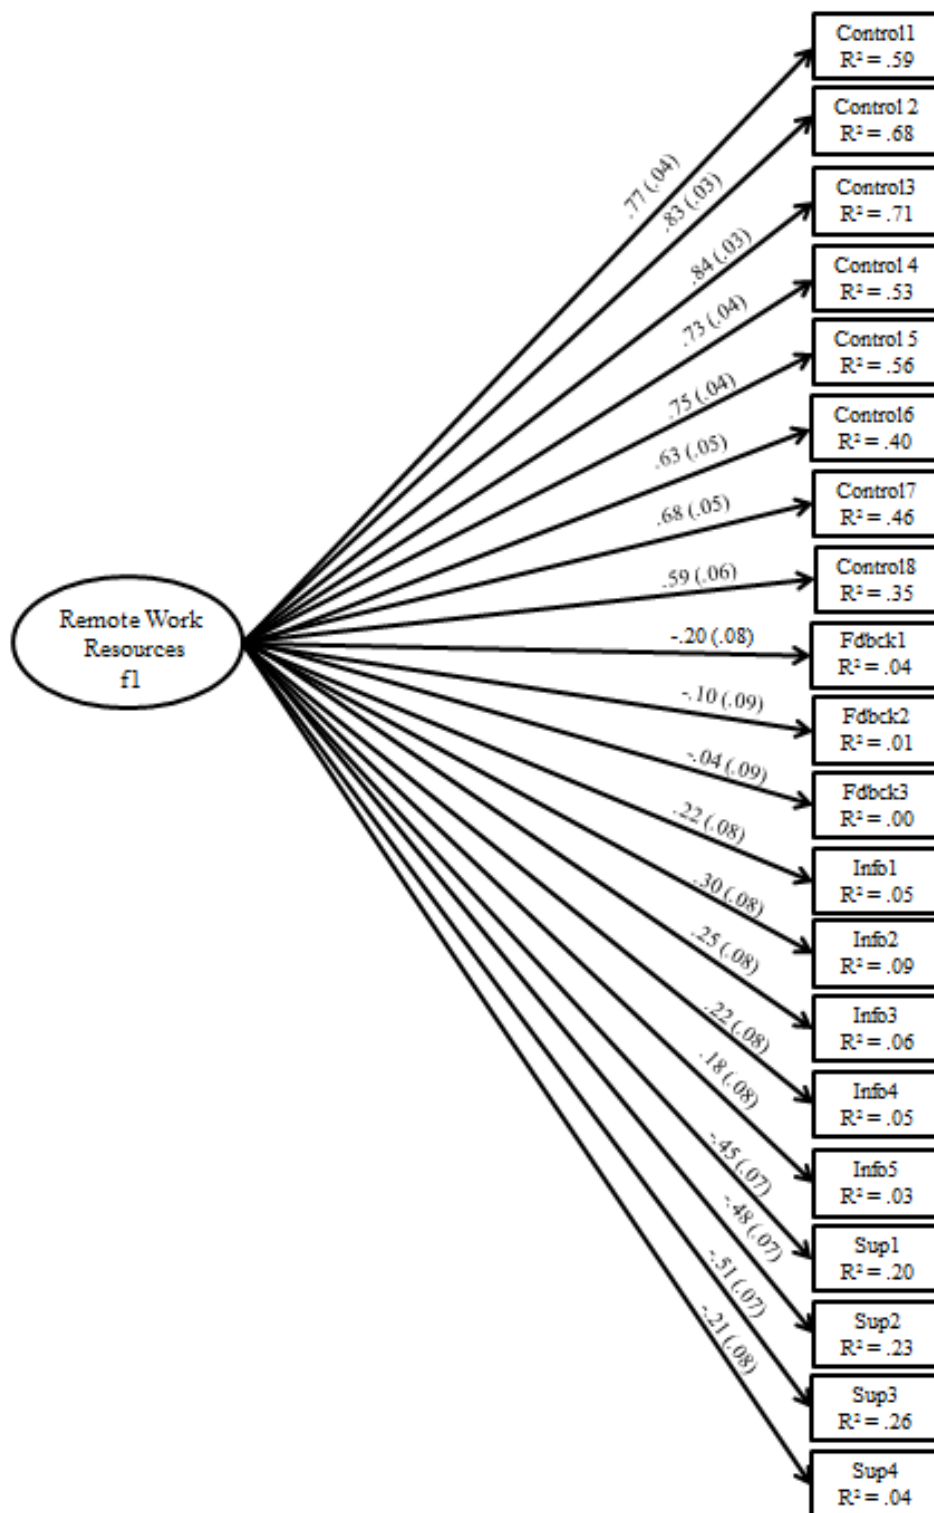 Control1
R² = .59
Control 2
R² = .68
Control3
R² = .71
Control 4
R² = .53
Control 5
R² = .56
Control6
R² = .40
Control7
R² = .46
Control8
R² = .35
Fdbck1
R² = .04
Fdbck2
R² = .01
Fdbck3
R² = .00
Info1
R² = .05
Info2
R² = .09
Info3
R² = .06
Info4
R² = .05
Info5
R² = .03
Sup1
R² = .20
Sup2
R² = .23
Sup3
R² = .26
Sup4
R² = .04
.77 (.04)
.83 (.03)
.84 (.03)
.73 (.04)
.75 (.04)
.63 (.05)
.68 (.05)
.59 (.06)
-.20 (.08)
-.10 (.09)
-.04 (.09)
.22 (.08)
.30 (.08)
.25 (.08)
.22 (.08)
.18 (.08)
-.45 (.07)
-.48 (.07)
-.51 (.07)
-.21 (.08)
Remote Work
Resources
f1